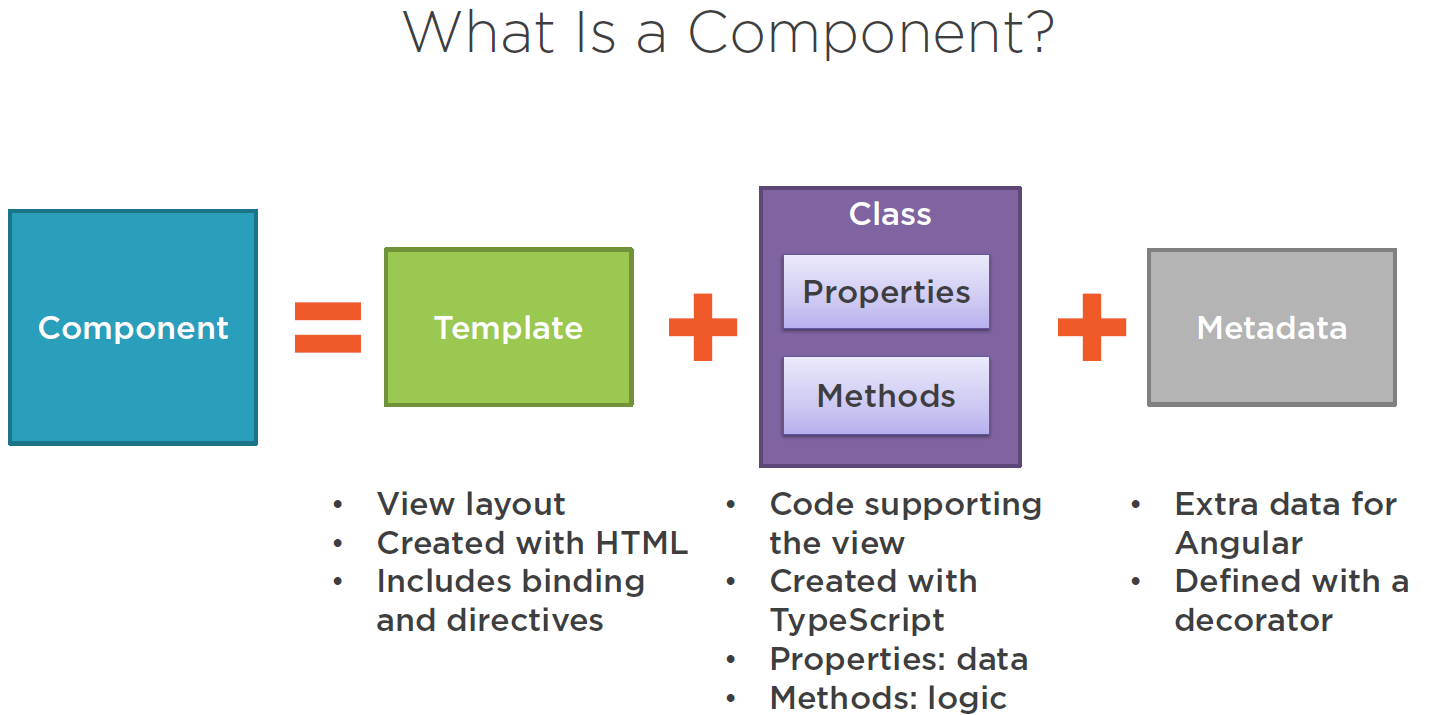 What Is a Component?
Component
Template
Class
Properties
Methods
Metadata
• View layout
• Created with HTML
• Includes binding
and directives
• Code supporting
the view
• Created with
TypeScript
• Properties: data
• Methods: logic
• Extra data for
Angular
• Defined with a
decorator